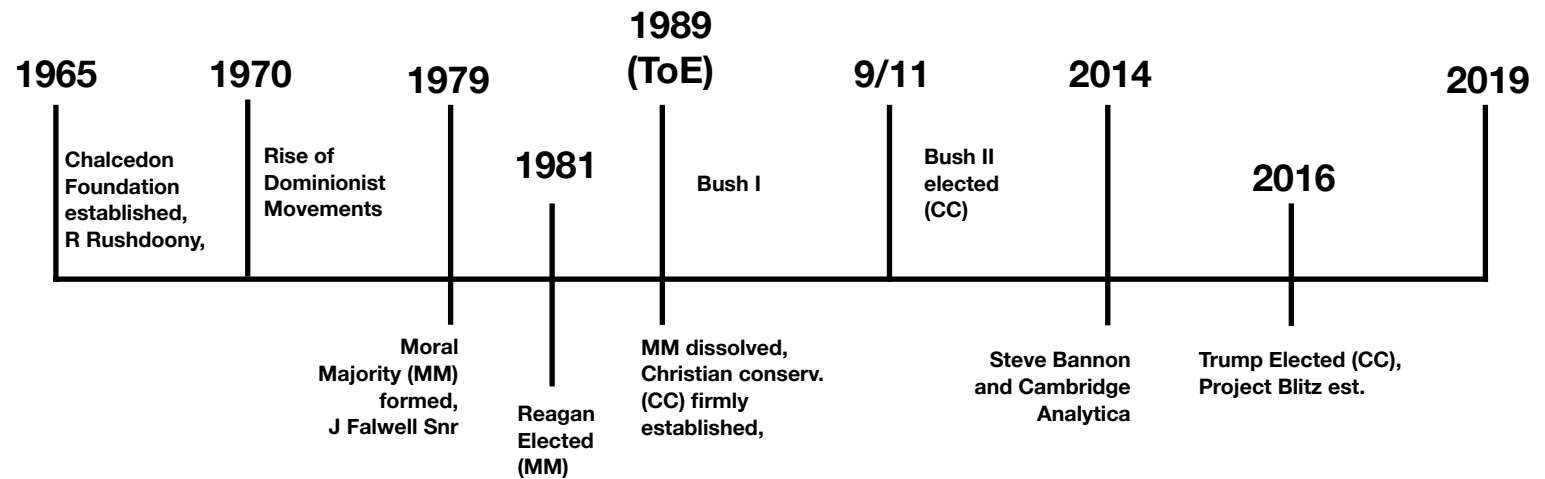 1965
Chalcedon
Foundation
established,
R Rushdoony,
1970
Rise of
Dominionist
Movements
1979
Moral
Majority (MM)
formed,
J Falwell Snr
1981
Reagan
Elected
(MM)
1989
(ToE)
Bush I
MM dissolved,
Christian conserv.
(CC) firmly
established,
9/11
Bush II
elected
(CC)
2014
Steve Bannon
and Cambridge
Analytica
2016
Trump Elected (CC),
Project Blitz est.
2019